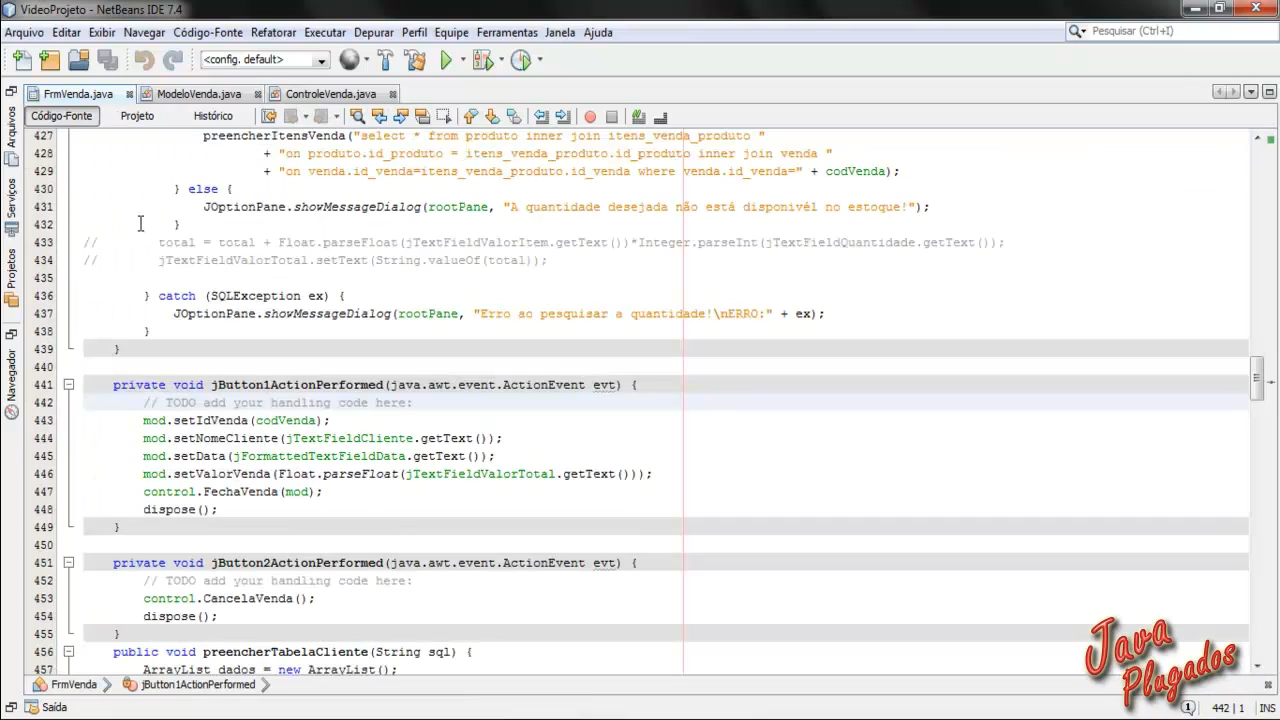 VideoProjeto - NetBeans IDE 7.4
Arquivo Editar Exibir Navegar Código-Fonte Refatorar Executar Depurar Perfil Equipe Ferramentas Janela Ajuda
Pesquisar (Ctrl+I)
<config. default>
FrmVenda.java ModeloVenda.java ControleVenda.java
Código-Fonte Projeto Histórico
Arquivos
Serviços
Projetos
Navegador
427 preencherItensVenda("select * from produto inner join itens_venda_produto "
428 + "on produto.id_produto = itens_venda_produto.id_produto inner join venda "
429 + "on venda.id_venda=itens_venda_produto.id_venda where venda.id_venda=" + codVenda);
430 } else {
431 JOptionPane.showMessageDialog(rootPane, "A quantidade desejada não está disponivél no estoque!");
432 }
433 // total = total + Float.parseFloat(jTextFieldValorItem.getText())*Integer.parseInt(jTextFieldQuantidade.getText());
434 // jTextFieldValorTotal.setText(String.valueOf(total));
435
436 } catch (SQLException ex) {
437 JOptionPane.showMessageDialog(rootPane, "Erro ao pesquisar a quantidade!\nERRO:" + ex);
438 }
439 }
440
441 private void jButton1ActionPerformed(java.awt.event.ActionEvent evt) {
442 // TODO add your handling code here:
443 mod.setIdVenda(codVenda);
444 mod.setNomeCliente(jTextFieldCliente.getText());
445 mod.setData(jFormattedTextFieldData.getText());
446 mod.setValorVenda(Float.parseFloat(jTextFieldValorTotal.getText()));
447 control.FechaVenda(mod);
448 dispose();
449 }
450
451 private void jButton2ActionPerformed(java.awt.event.ActionEvent evt) {
452 // TODO add your handling code here:
453 control.CancelaVenda();
454 dispose();
455 }
456 public void preencherTabelaCliente(String sql) {
457 ArrayList dados = new ArrayList();
Java
Plugados
FrmVenda jButton1ActionPerformed
Saída
1 442 | 1 INS